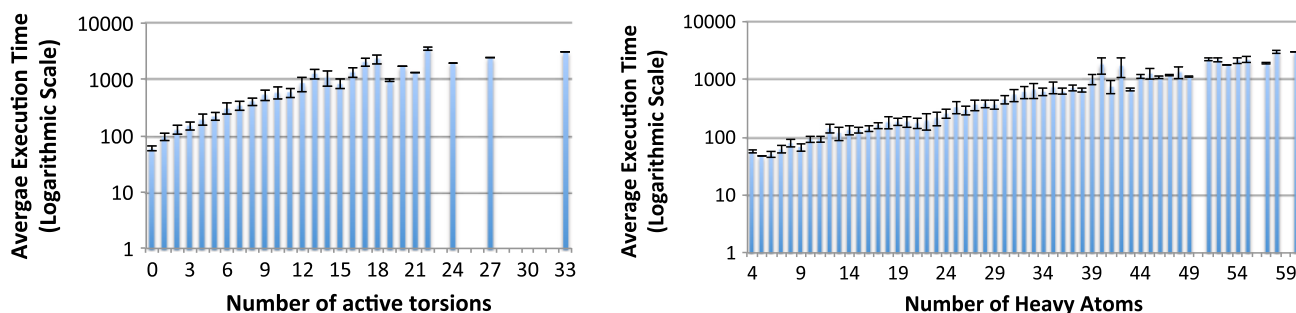 Avergae Execution Time
(Logarithmic Scale)
10000
1000
100
10
1
0 3 6 9 12 15 18 21 24 27 30 33
Number of active torsions
Average Execution Time
(Logarithmic Scale)
10000
1000
100
10
1
4 9 14 19 24 29 34 39 44 49 54 59
Number of Heavy Atoms